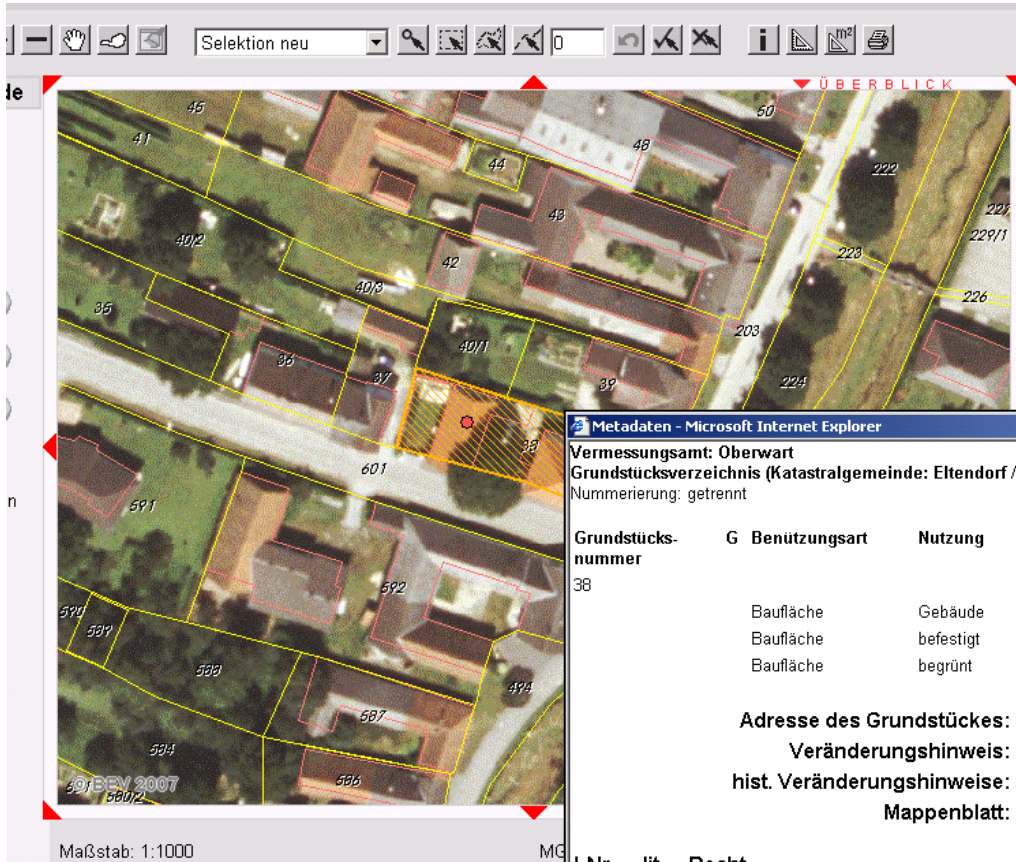 Selektion neu
0
i
m²
de
ÜBERBLICK
45
60
41
48
222
44
43
227
229/1
40/2
42
223
40/3
226
35
203
40/1
36
37
39
224
38
601
591
592
590
589
588
494
587
584
586
© BEV 2007
580/2
n
Maßstab: 1:1000
MG
Metadaten - Microsoft Internet Explorer
Vermessungsamt: Oberwart
Grundstücksverzeichnis (Katastralgemeinde: Eltendorf /
Nummerierung: getrennt
Grundstücks- G Benützungsart Nutzung
nummer
38
Baufläche Gebäude
Baufläche befestigt
Baufläche begrünt
Adresse des Grundstückes:
Veränderungshinweis:
hist. Veränderungshinweise:
Mappenblatt: